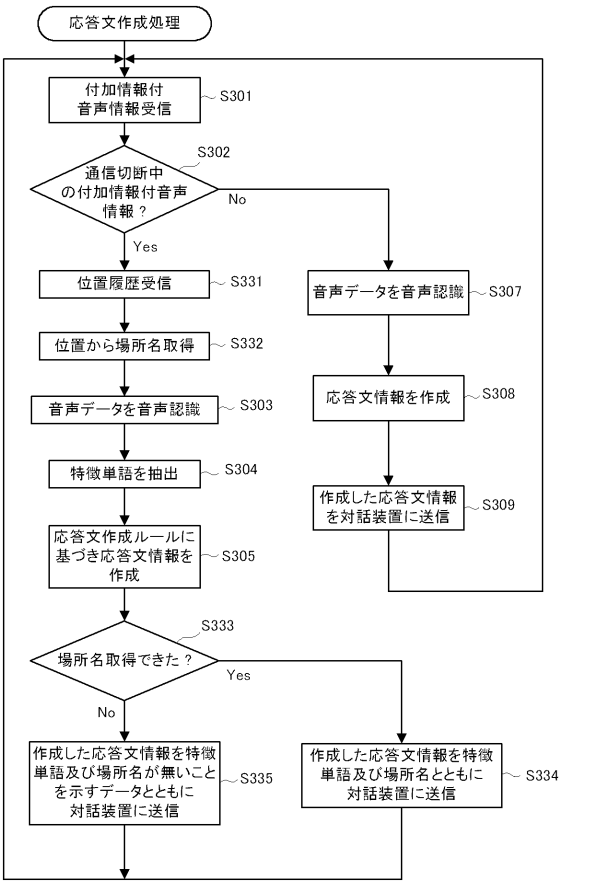 応答文作成処理
付加情報付
音声情報受信
S301
通信切断中
の付加情報付音声
情報？
S302
No
Yes
位置履歴受信
S331
音声データを音声認識
S307
位置から場所名取得
S332
応答文情報を作成
S308
音声データを音声認識
S303
特徴単語を抽出
S304
作成した応答文情報
を対話装置に送信
S309
応答文作成ルールに
基づき応答文情報を
作成
S305
場所名取得できた？
S333
Yes
No
作成した応答文情報を特徴
単語及び場所名が無いこと
を示すデータとともに
対話装置に送信
S335
作成した応答文情報を特徴
単語及び場所名とともに
対話装置に送信
S334